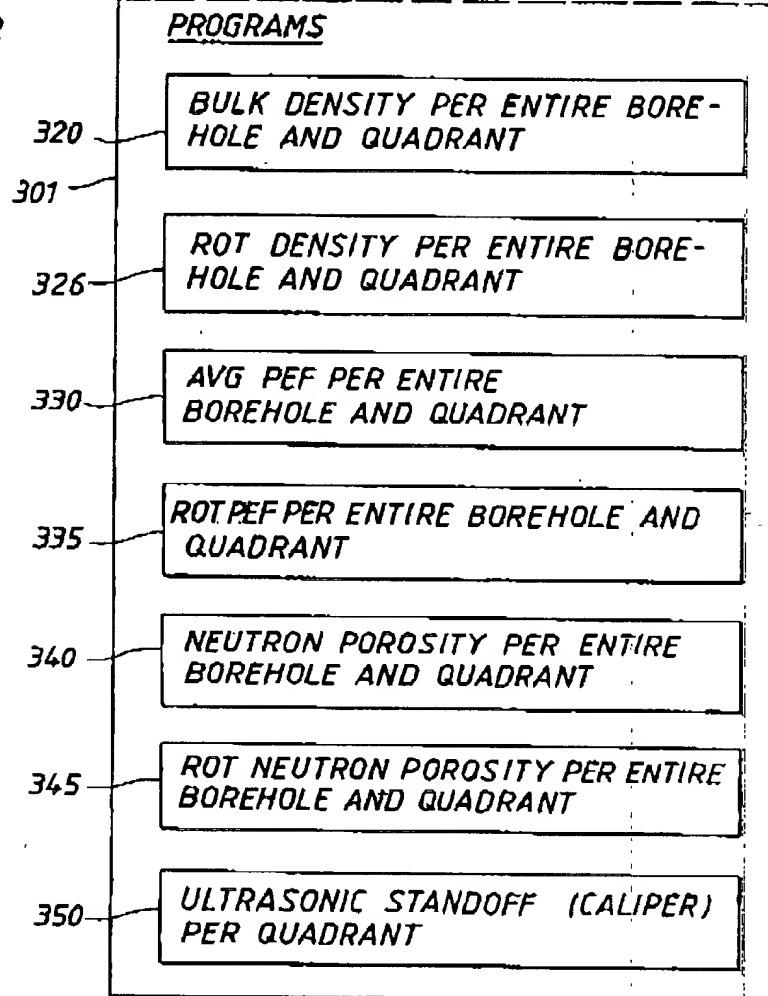 PROGRAMS
320
BULK DENSITY PER ENTIRE BORE-
HOLE AND QUADRANT
301
326
ROT DENSITY PER ENTIRE BORE-
HOLE AND QUADRANT
330
AVG PEF PER ENTIRE
BOREHOLE AND QUADRANT
335
ROT PEF PER ENTIRE BOREHOLE AND
QUADRANT
340
NEUTRON POROSITY PER ENTIRE
BOREHOLE AND QUADRANT
345
ROT NEUTRON POROSITY PER ENTIRE
BOREHOLE AND QUADRANT
350
ULTRASONIC STANDOFF (CALIPER)
PER QUADRANT